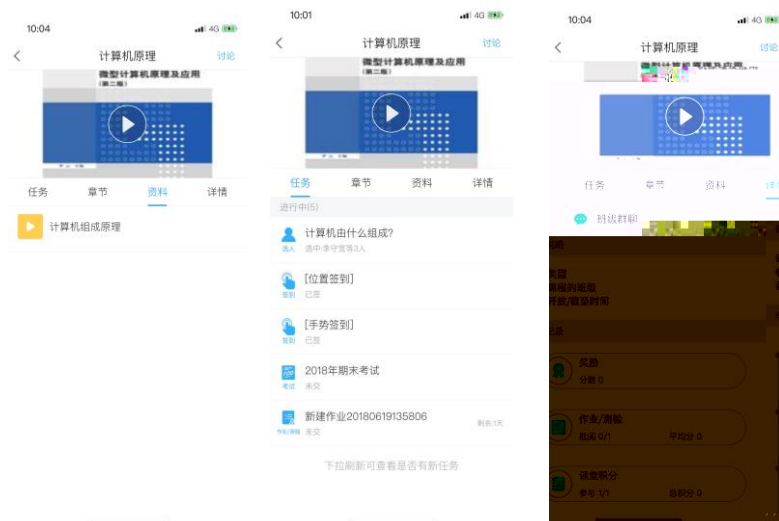 10:04
4G
计算机原理
讨论
微型计算机原理及应用
(第二版)
任务
章节
资料
详情
计算机组成原理
10:01
4G
计算机原理
讨论
微型计算机原理及应用
(第二版)
任务
章节
资料
详情
进行中(5)
计算机由什么组成?
选人
选中:李守宽等3人
[位置签到]
签到
已签
[手势签到]
签到
已签
2018年期末考试
考试
未交
新建作业20180619135806
作业/测验
未交
剩余:1天
下拉刷新可查看是否有新任务
10:04
4G
计算机原理
讨论
任务
章节
资料
班级群聊
奖励
分数 0
作业/测验
批阅 0/1
平均分 0
课堂积分
参与 1/1
总积分 0